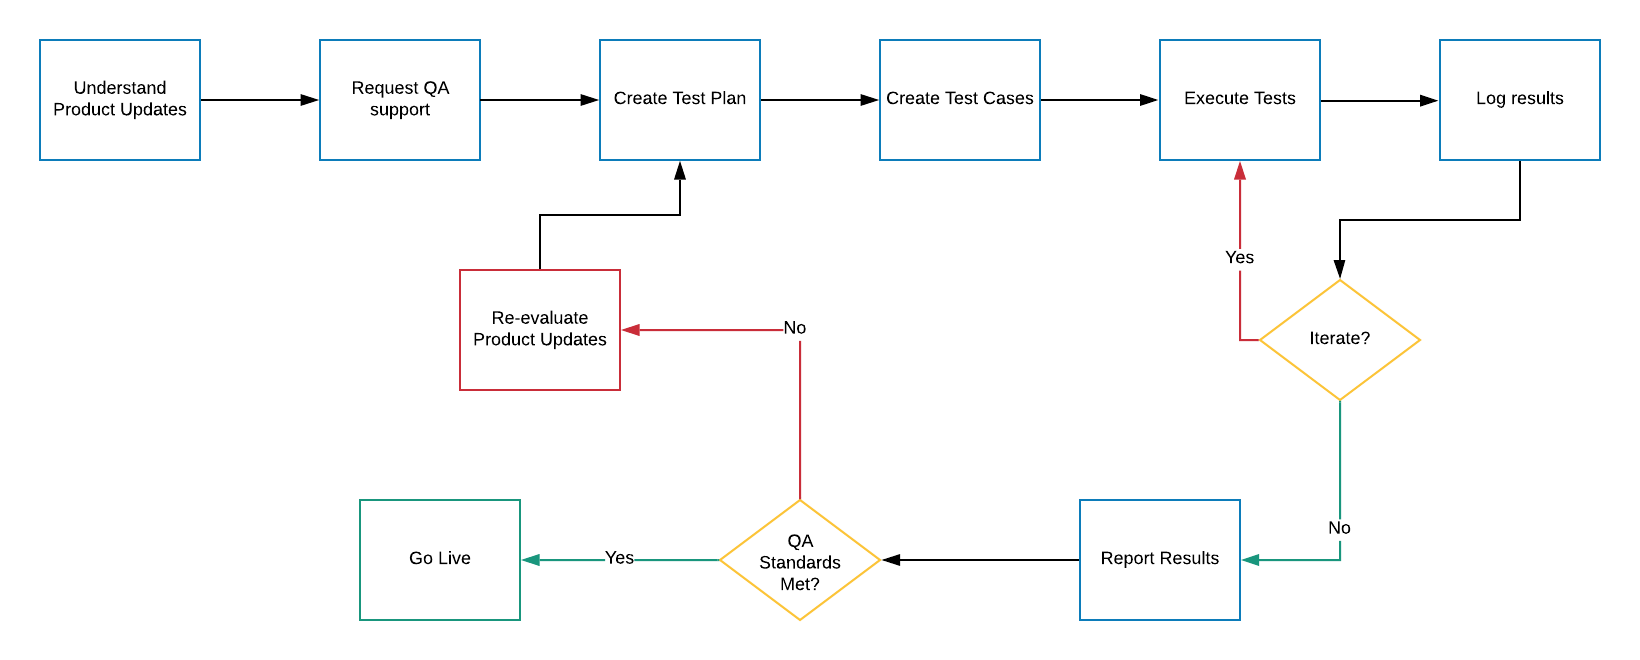 Understand
Product Updates
Request QA
support
Create Test Plan
Create Test Cases
Execute Tests
Log results
Yes
Iterate?
Re-evaluate
Product Updates
No
No
Go Live
Yes
QA
Standards
Met?
Report Results